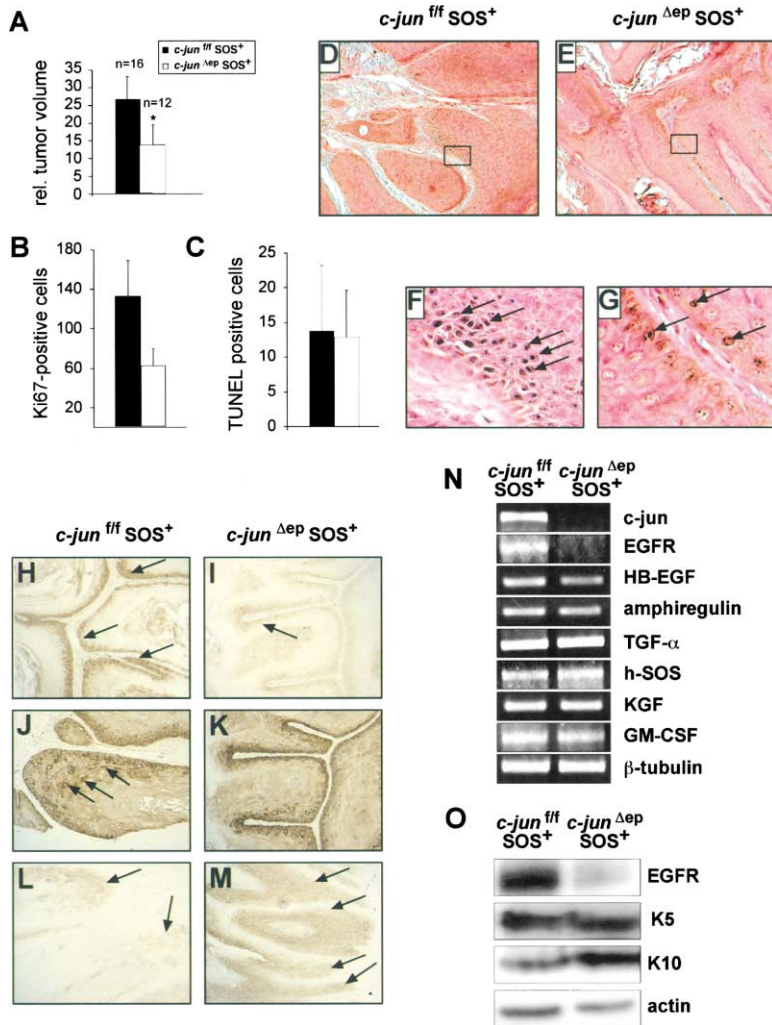 A
c-jun f/f SOS+
c-jun Δep SOS+
n=16
n=12
*
rel. tumor volume
35
30
25
20
15
10
5
0
c-jun f/f SOS+
c-jun Δep SOS+
D
E
B
Ki67-positive cells
180
140
100
60
C
TUNEL positive cells
25
20
15
10
5
0
F
G
c-jun f/f SOS+
c-jun Δep SOS+
H
I
J
K
L
M
N
c-jun f/f SOS+
c-jun Δep SOS+
c-jun
EGFR
HB-EGF
amphiregulin
TGF-α
h-SOS
KGF
GM-CSF
β-tubulin
O
c-jun f/f SOS+
c-jun Δep SOS+
EGFR
K5
K10
actin